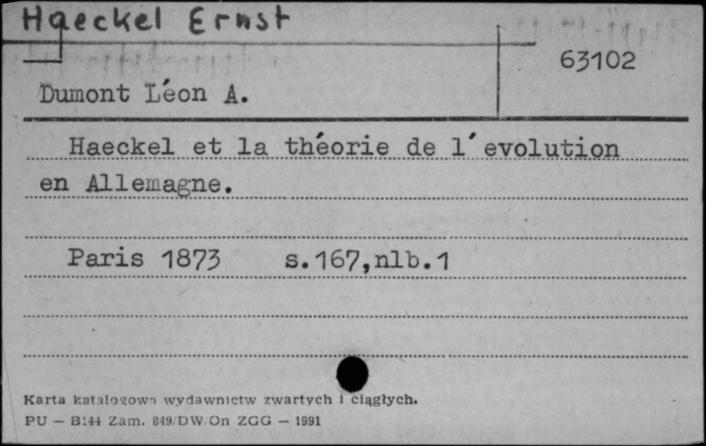 Haeckel Ernst
63102
Dumont Léon A.
Haeckel et la théorie de l'evolution
en Allemagne.
Paris 1873 s.167,nlb.1
Karta katalogowa wydawnictw zwartych i ciągłych.
PU — B144 Zam. 849/DW/On ZGG — 1991